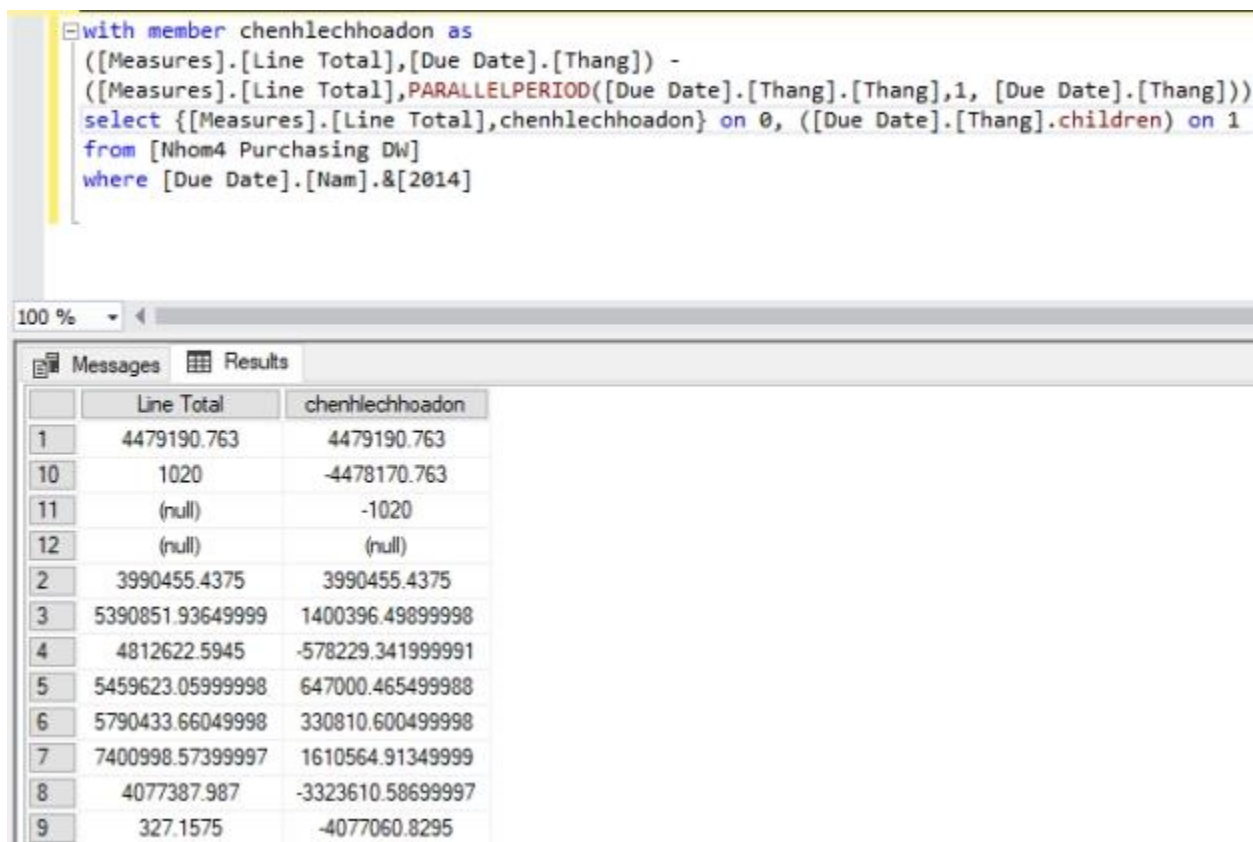 with member chenhlechhoadon as
([Measures].[Line Total],[Due Date].[Thang]) -
([Measures].[Line Total],PARALLELPERIOD([Due Date].[Thang].[Thang],1, [Due Date].[Thang]))
select {[Measures].[Line Total],chenhlechhoadon} on 0, ([Due Date].[Thang].children) on 1
from [Nhom4 Purchasing DW]
where [Due Date].[Nam].&[2014]
100 %
Messages Results
Line Total chenhlechhoadon
1 4479190.763 4479190.763
10 1020 -4478170.763
11 (null) -1020
12 (null) (null)
2 3990455.4375 3990455.4375
3 5390851.93649999 1400396.49899998
4 4812622.5945 -578229.341999991
5 5459623.05999998 647000.465499988
6 5790433.66049998 330810.600499998
7 7400998.57399997 1610564.91349999
8 4077387.987 -3323610.58699997
9 327.1575 -4077060.8295